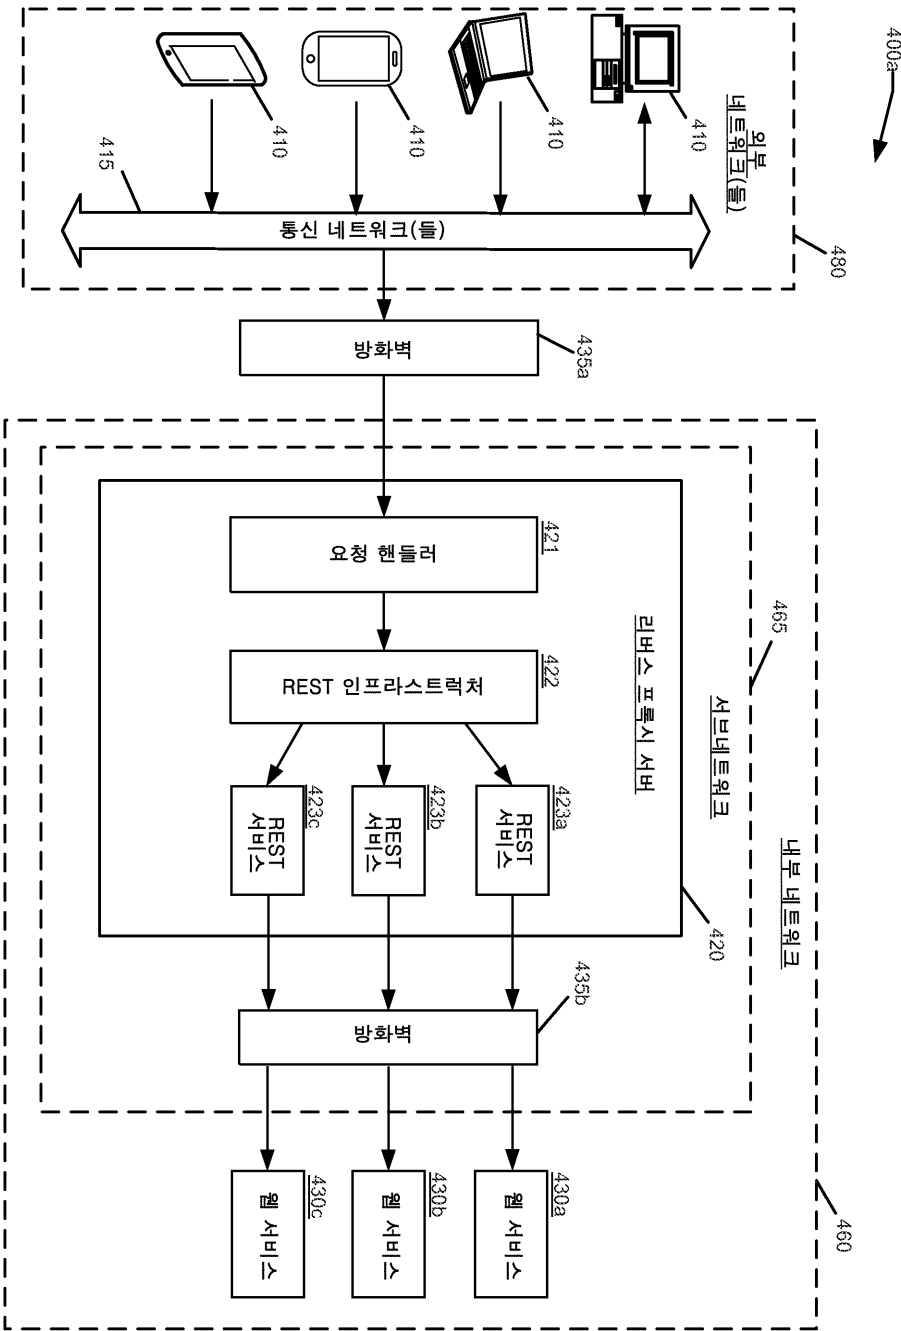 400a
외부
네트워크(들)
480
410
410
410
410
415
통신 네트워크(들)
방화벽
435a
내부 네트워크
460
서브네트워크
465
리버스 프록시 서버
420
421
요청 핸들러
422
REST 인프라스트럭처
423a
REST
서비스
423b
REST
서비스
423c
REST
서비스
435b
방화벽
430a
웹 서비스
430b
웹 서비스
430c
웹 서비스